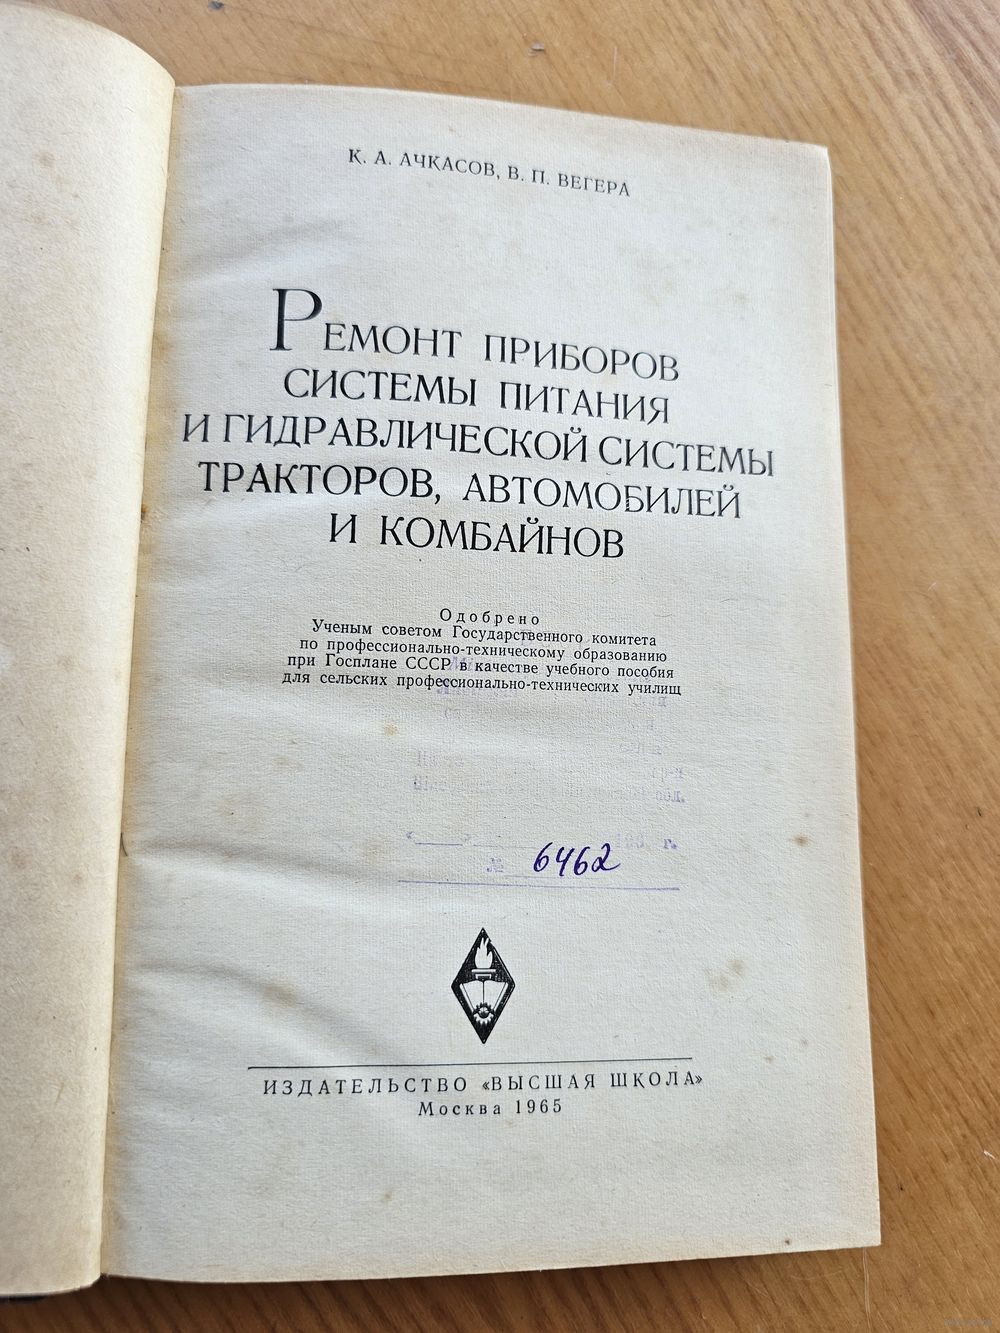 К. А. АЧКАСОВ, В. П. ВЕГЕРА
РЕМОНТ ПРИБОРОВ
СИСТЕМЫ ПИТАНИЯ
И ГИДРАВЛИЧЕСКОЙ СИСТЕМЫ
ТРАКТОРОВ, АВТОМОБИЛЕЙ
И КОМБАЙНОВ
Одобрено
Ученым советом Государственного комитета
по профессионально-техническому образованию
при Госплане СССР в качестве учебного пособия
для сельских профессионально-технических училищ
г.
№ 6462
ИЗДАТЕЛЬСТВО «ВЫСШАЯ ШКОЛА»
Москва 1965